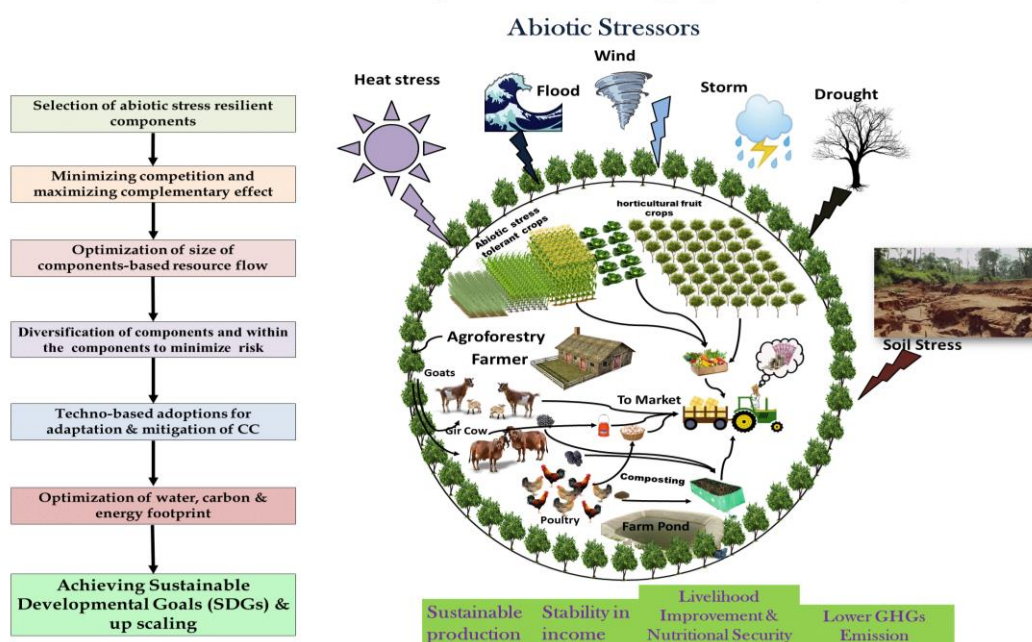 Abiotic Stressors
Selection of abiotic stress resilient
components
Minimizing competition and
maximizing complementary effect
Optimization of size of
components-based resource flow
Diversification of components and within
the components to minimize risk
Techno-based adoptions for
adaptation & mitigation of CC
Optimization of water, carbon &
energy footprint
Achieving Sustainable
Developmental Goals (SDGs) &
up scaling
Heat stress
Flood
Wind
Storm
Drought
Soil Stress
Abiotic stress
tolerant crops
horticultural fruit
crops
Agroforestry
Farmer
Goats
To Market
Gir Cow
Composting
Poultry
Farm Pond
Sustainable
production
Stability in
income
Livelihood
Improvement &
Nutritional Security
Lower GHGs
Emission